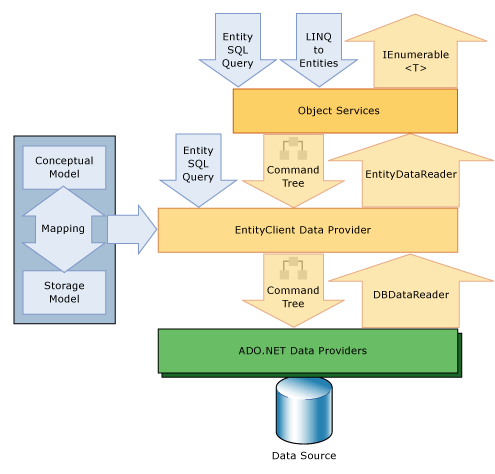 Entity
SQL
Query
LINQ
to
Entities
IEnumerable
<T>
Object Services
Entity
SQL
Query
Command
Tree
EntityDataReader
Conceptual
Model
Mapping
Storage
Model
EntityClient Data Provider
Command
Tree
DBDataReader
ADO.NET Data Providers
Data Source